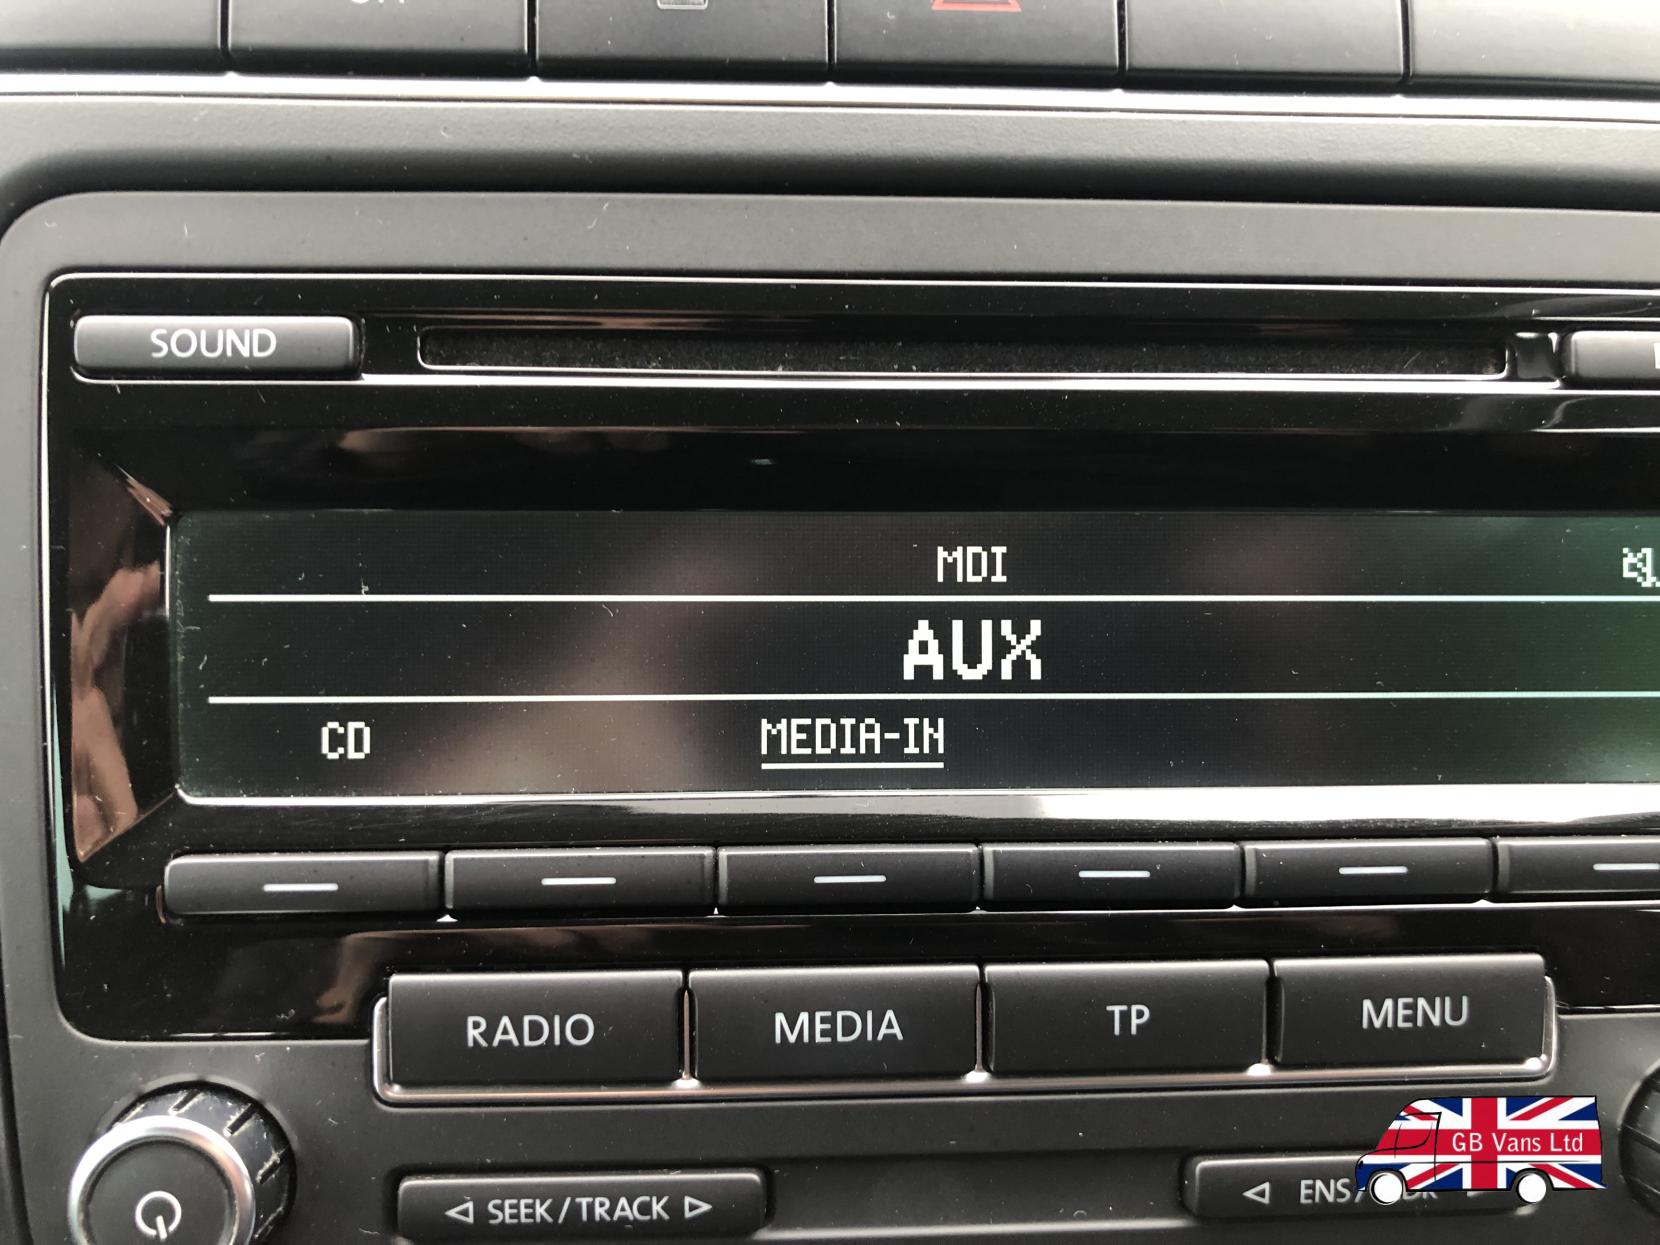 SOUND
MDI
AUX
CD MEDIA-IN
RADIO MEDIA TP MENU
SEEK/TRACK
GB Vans Ltd